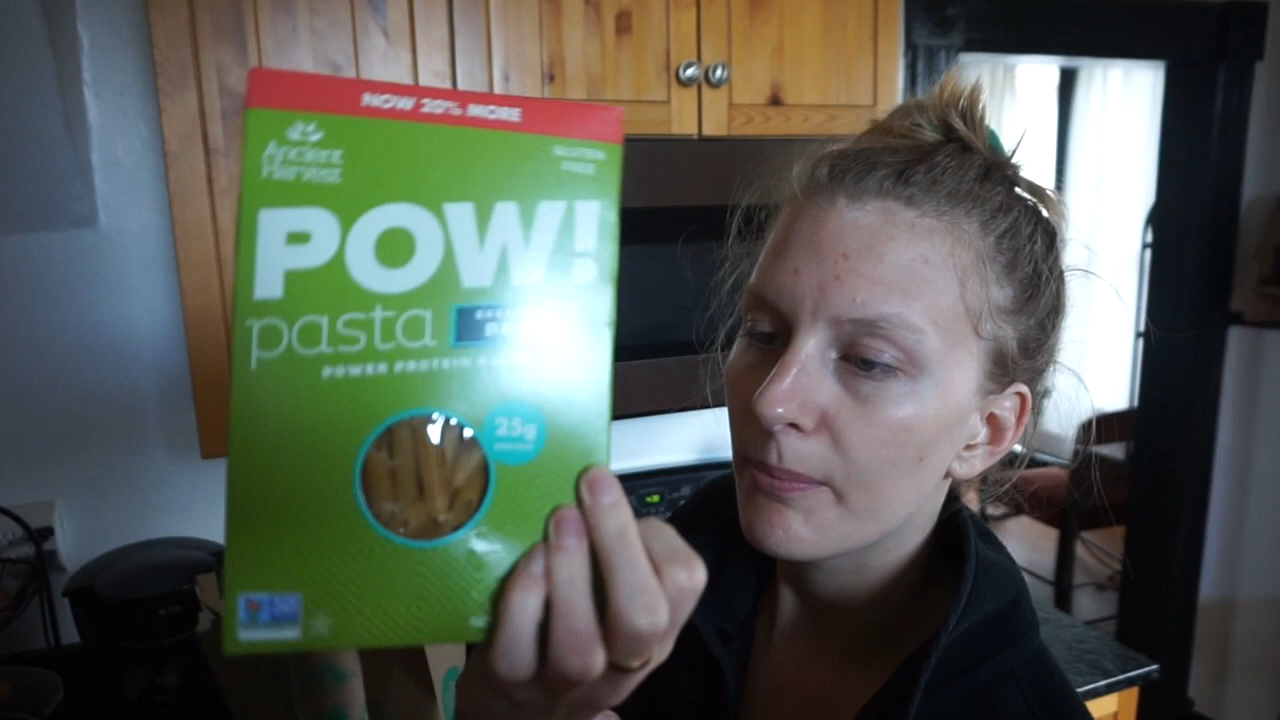 NOW 20% MORE
Ancient
Harvest
GLUTEN
FREE
POW!
pasta
POWER PROTEIN
25g